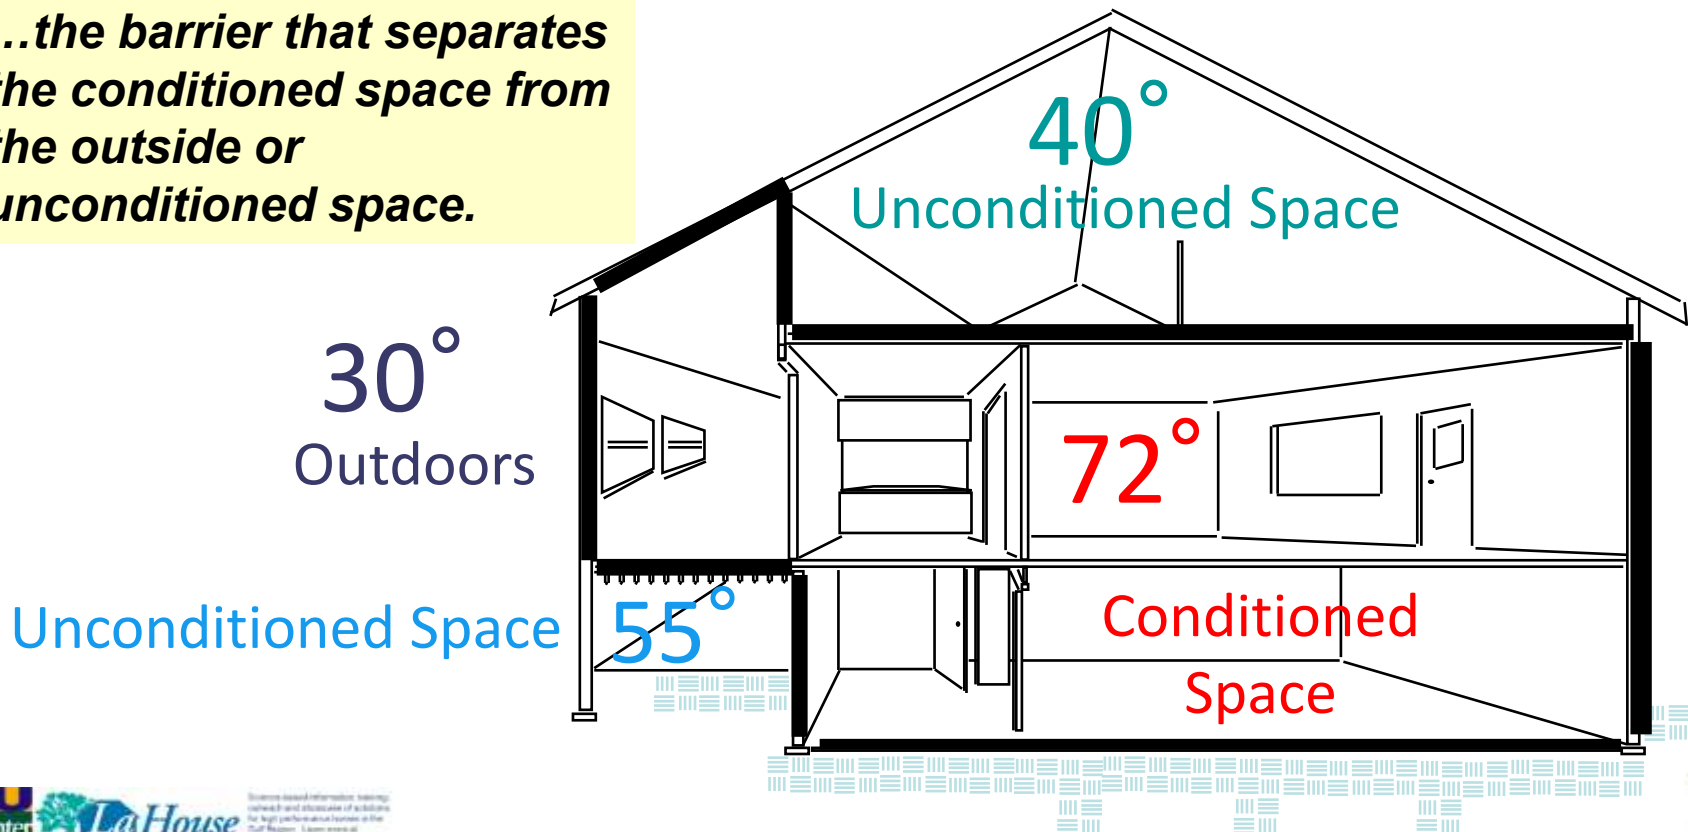 …the barrier that separates
the conditioned space from
the outside or
unconditioned space.
40°
Unconditioned Space
30°
Outdoors
72°
Unconditioned Space
55°
Conditioned
Space
LaHouse